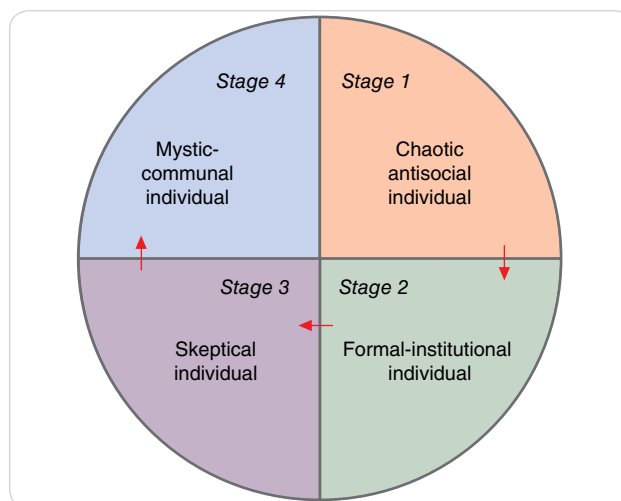 Stage 4
Mystic-
communal
individual
Stage 1
Chaotic
antisocial
individual
Stage 3
Skeptical
individual
Stage 2
Formal-institutional
individual